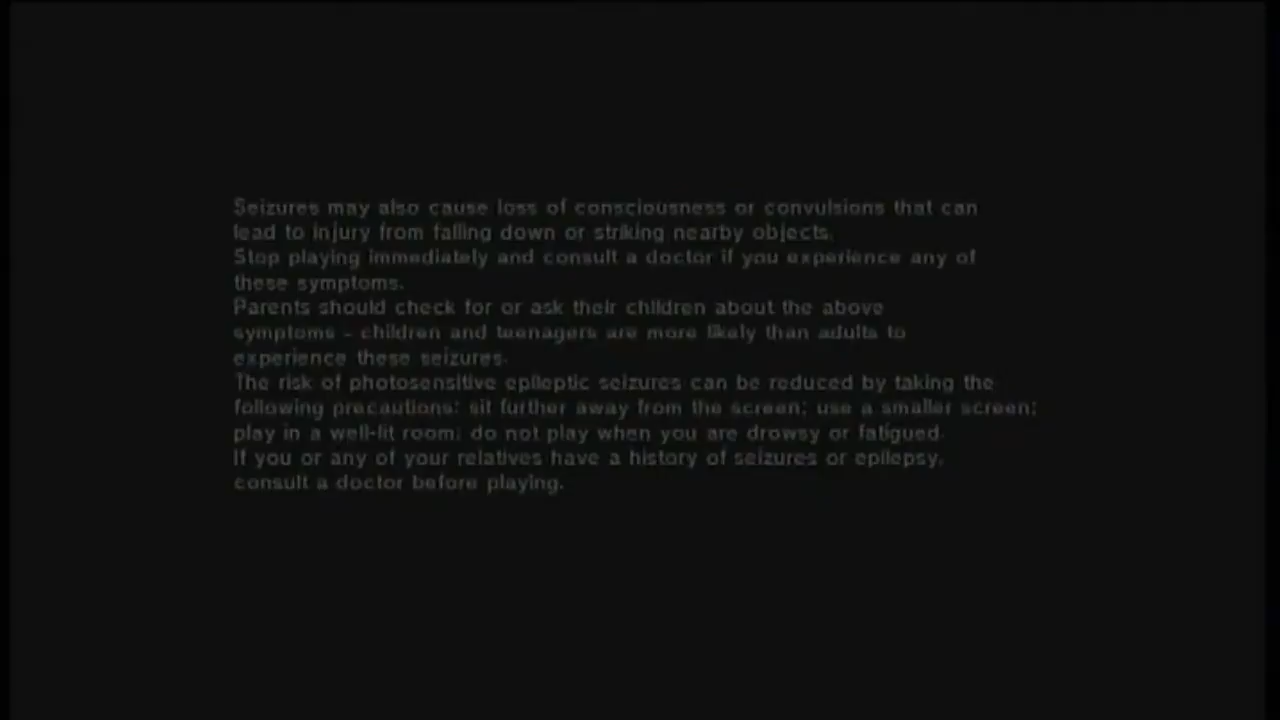 Seizures may also cause loss of consciousness or convulsions that can
lead to injury from falling down or striking nearby objects.
Stop playing immediately and consult a doctor if you experience any of
these symptoms.
Parents should check for or ask their children about the above
symptoms - children and teenagers are more likely than adults to
experience these seizures.
The risk of photosensitive epileptic seizures can be reduced by taking the
following precautions: sit further away from the screen; use a smaller screen;
play in a well-lit room; do not play when you are drowsy or fatigued.
If you or any of your relatives have a history of seizures or epilepsy,
consult a doctor before playing.